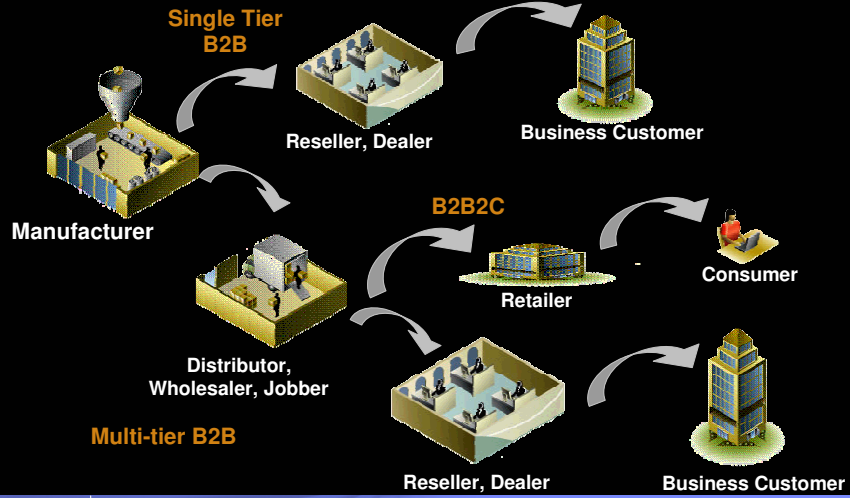 Single Tier
B2B
Reseller, Dealer
Business Customer
Manufacturer
B2B2C
Retailer
Consumer
Distributor,
Wholesaler, Jobber
Multi-tier B2B
Reseller, Dealer
Business Customer